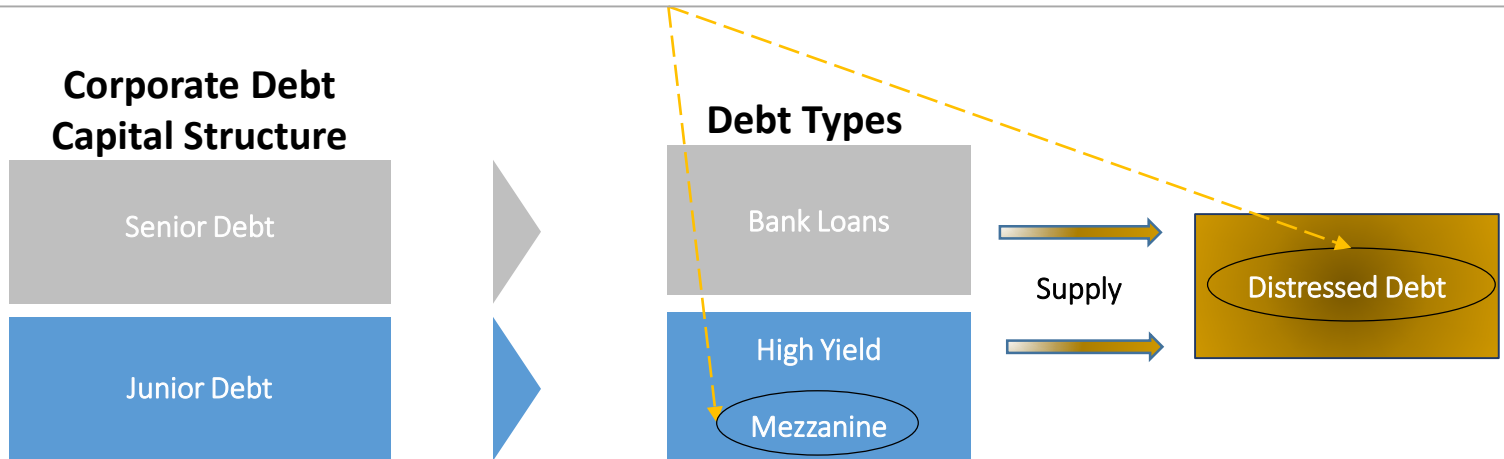 Corporate Debt
Capital Structure
Debt Types
Senior Debt
Bank Loans
Supply
Distressed Debt
Junior Debt
High Yield
Mezzanine